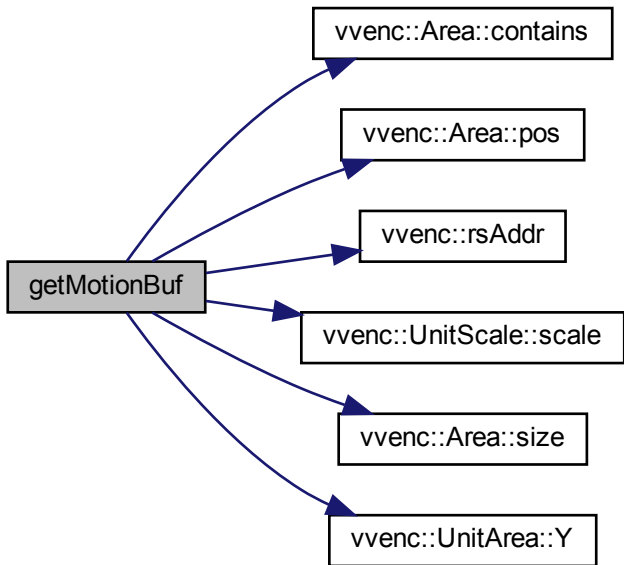 vvenc::Area::contains
vvenc::Area::pos
vvenc::rsAddr
getMotionBuf
vvenc::UnitScale::scale
vvenc::Area::size
vvenc::UnitArea::Y